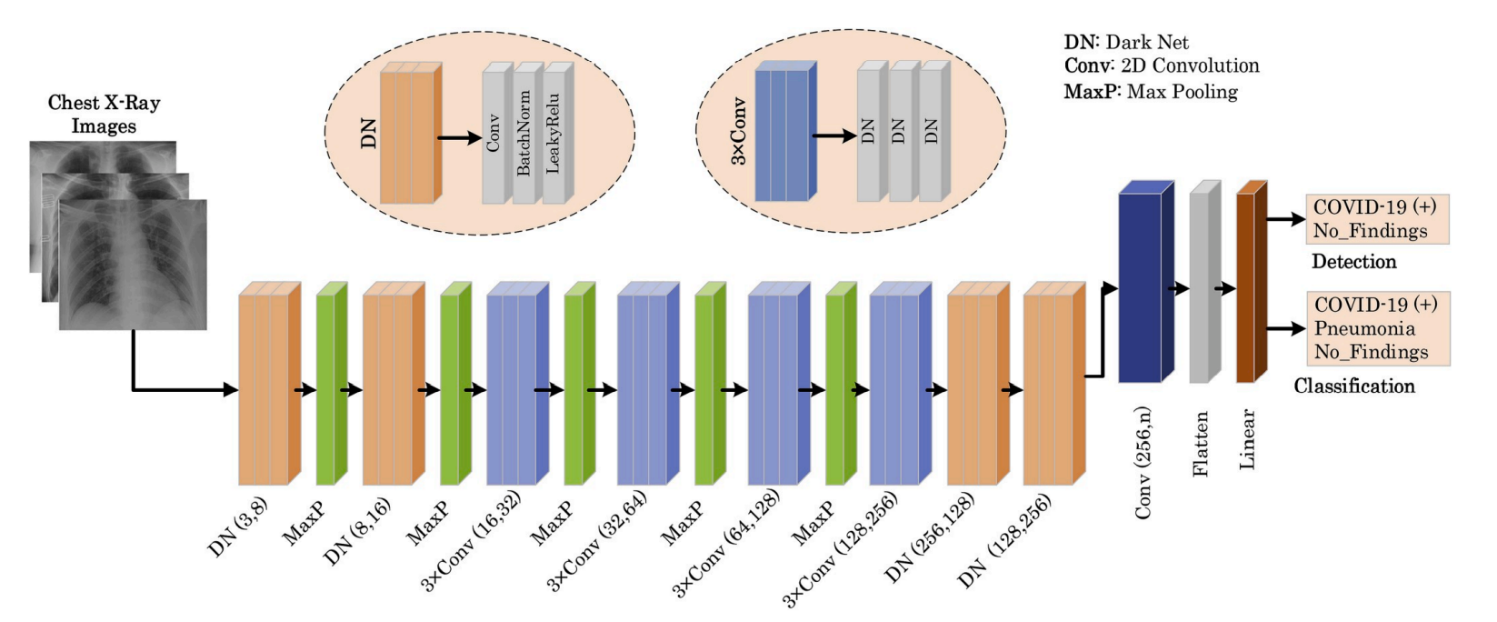 DN: Dark Net
Conv: 2D Convolution
MaxP: Max Pooling
Chest X-Ray
Images
DN
Conv
BatchNorm
LeakyRelu
3×Conv
DN
DN
DN
COVID-19 (+)
No_Findings
Detection
COVID-19 (+)
Pneumonia
No_Findings
Classification
DN (3,8)
MaxP
DN (8,16)
MaxP
3×Conv (16,32)
MaxP
3×Conv (32,64)
MaxP
3×Conv (64,128)
MaxP
3×Conv (128,256)
DN (256,128)
DN (128,256)
Conv (256,n)
Flatten
Linear